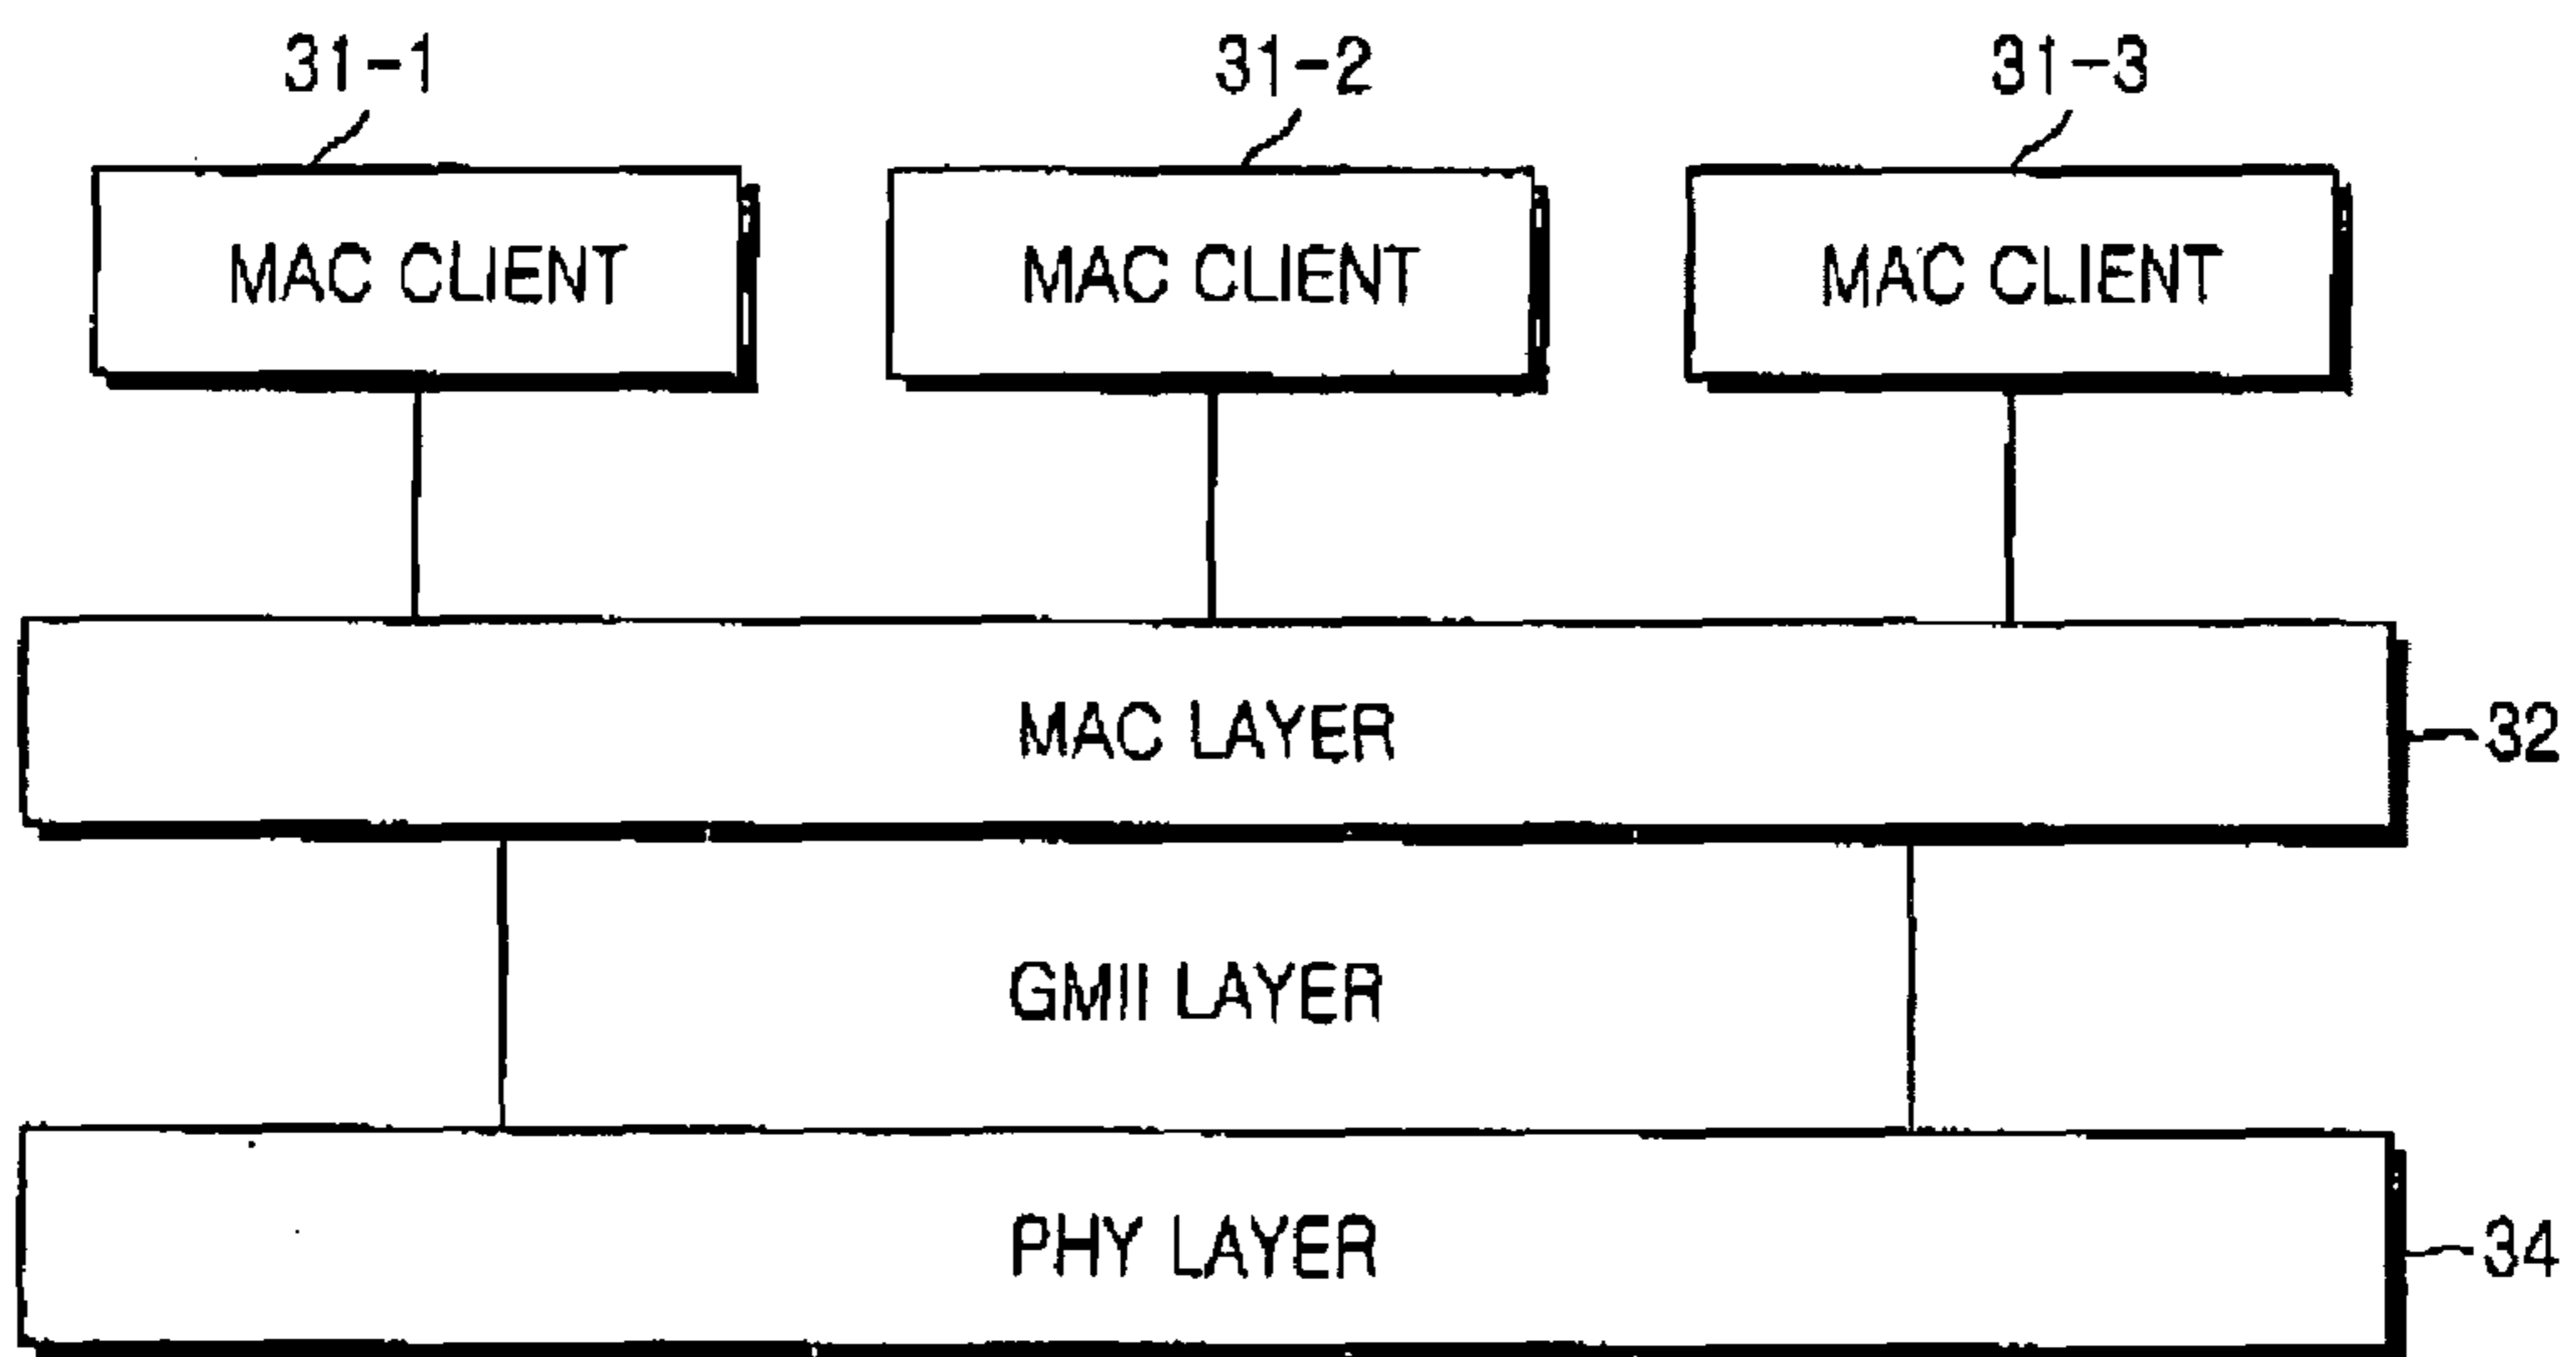 31-1
31-2
31-3
MAC CLIENT
MAC CLIENT
MAC CLIENT
MAC LAYER
32
GMII LAYER
PHY LAYER
34